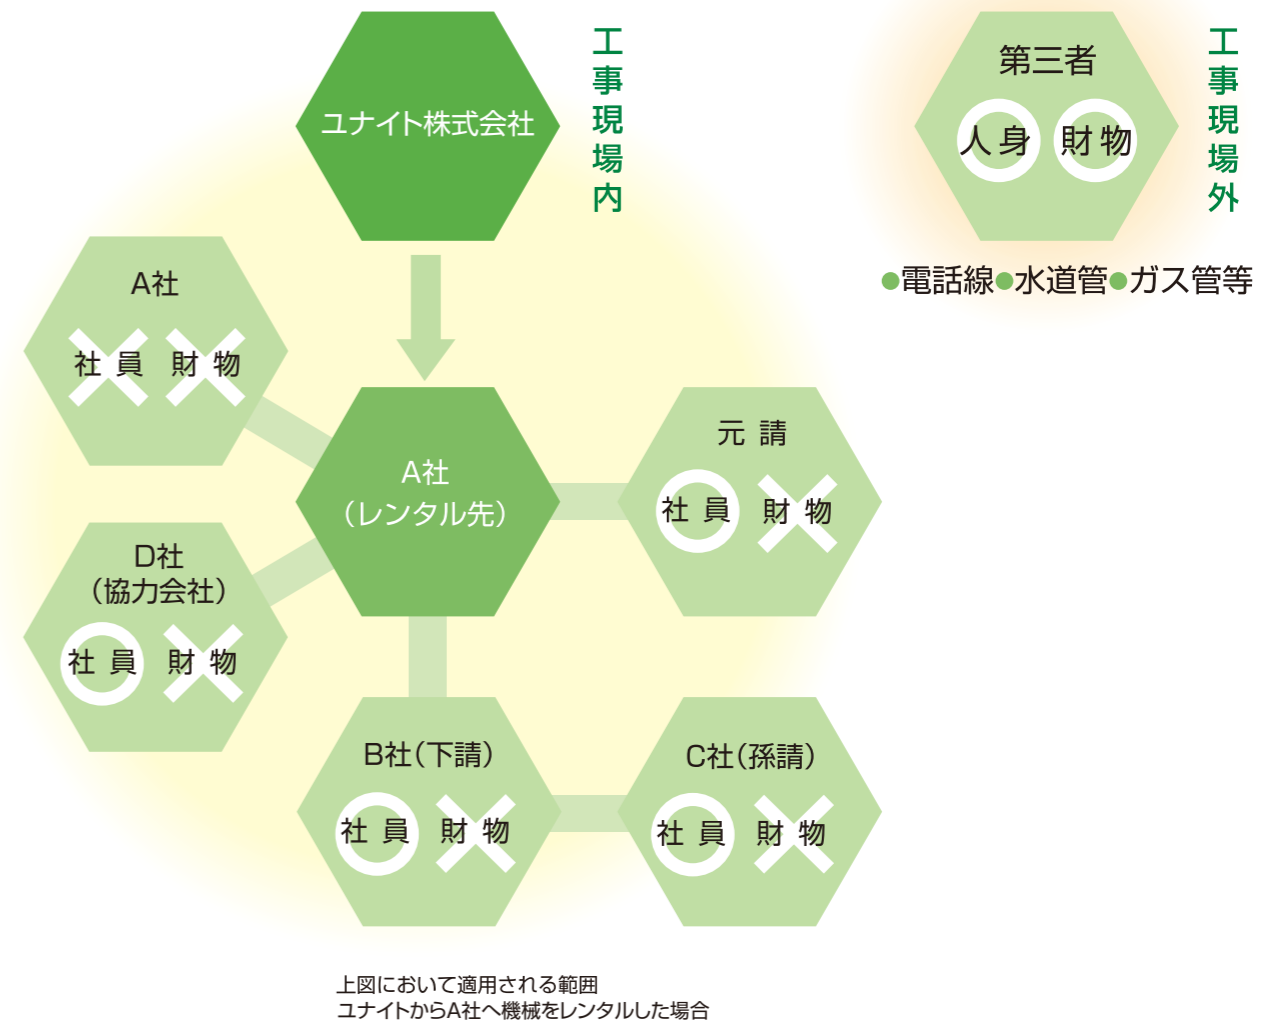 ユナイト株式会社
工事現場内
第三者
人身 財物
工事現場外
●電話線●水道管●ガス管等
A社
社員 財物
A社
（レンタル先）
元請
社員 財物
D社
（協力会社）
社員 財物
B社（下請）
社員 財物
C社（孫請）
社員 財物
上図において適用される範囲
ユナイトからA社へ機械をレンタルした場合